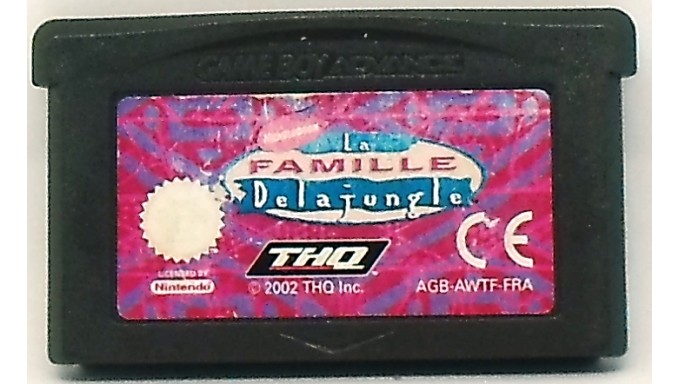 GAME BOY ADVANCE
NICKELODEON
La
FAMILLE
Delajungle
THQ
LICENSED BY
Nintendo
© 2002 THQ Inc.
CE
AGB-AWTF-FRA